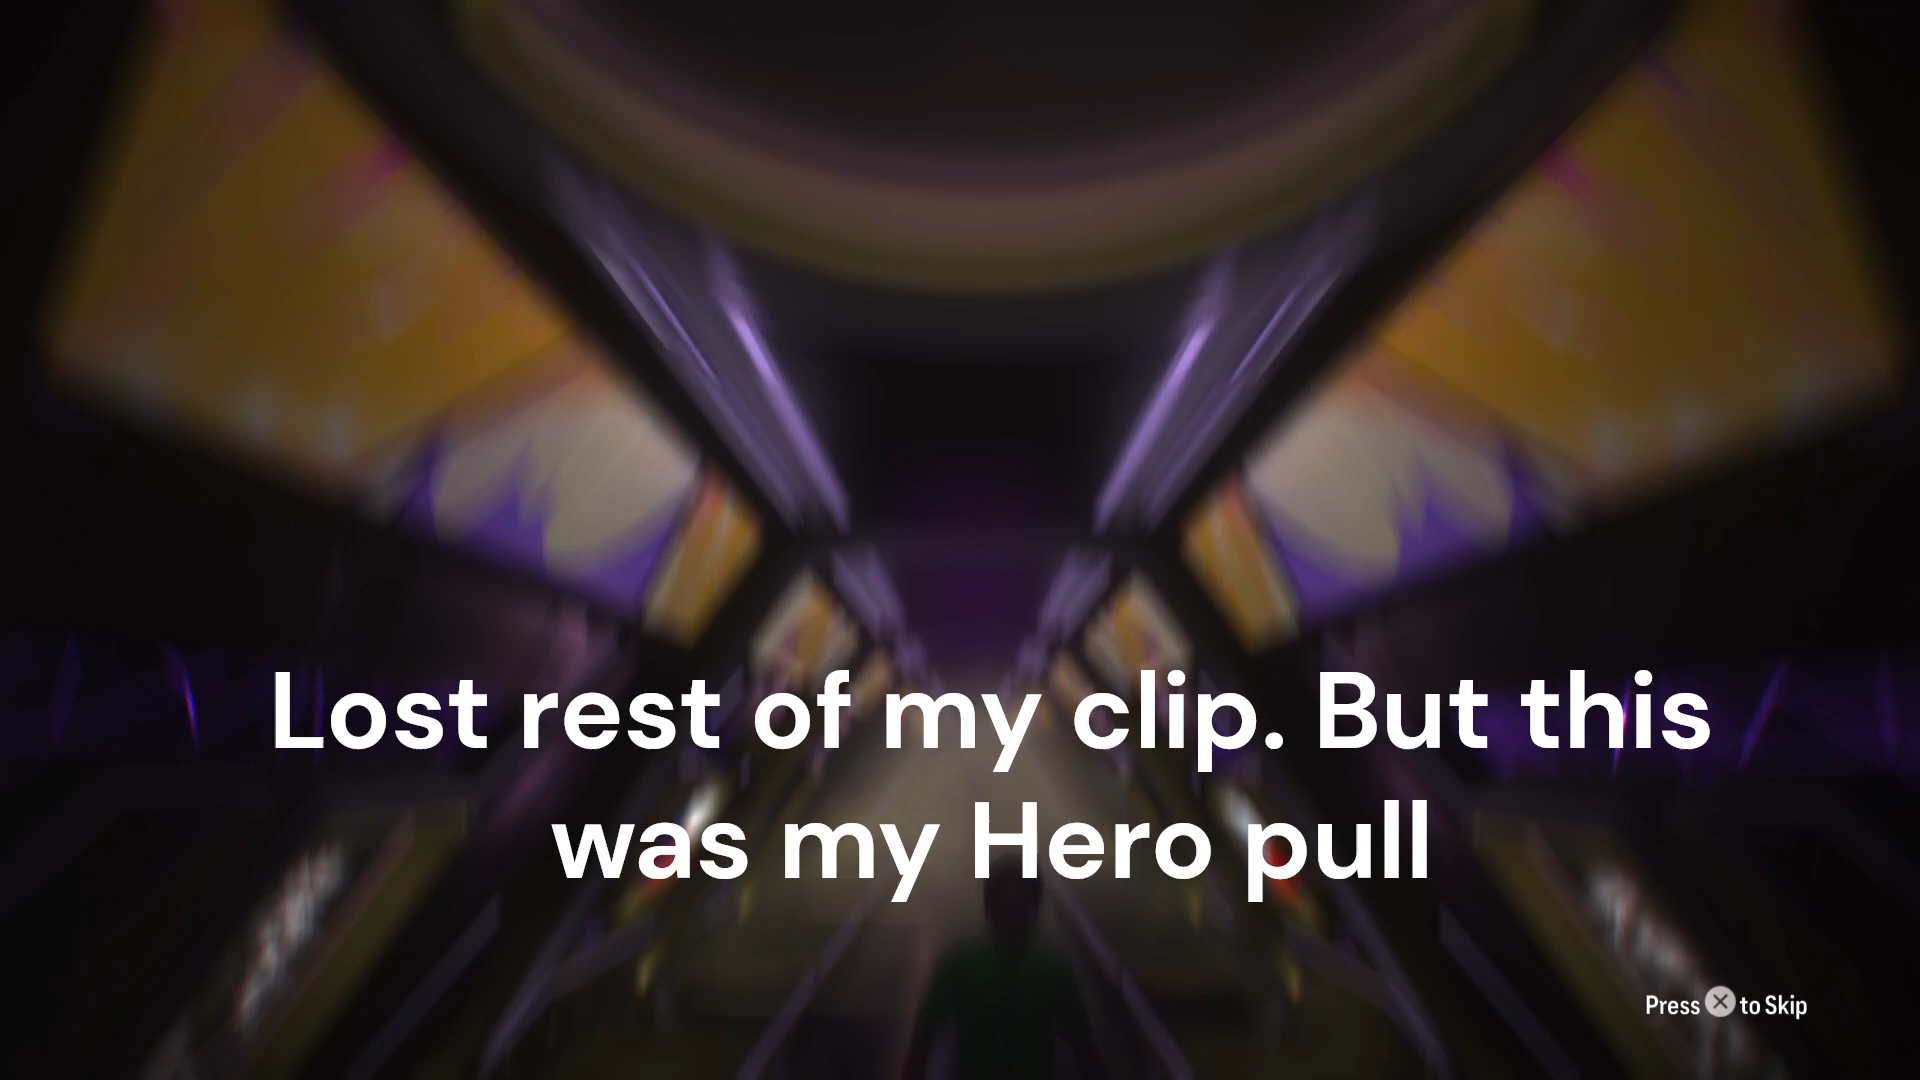 Lost rest of my clip. But this
was my Hero pull
Press ⓧ to Skip